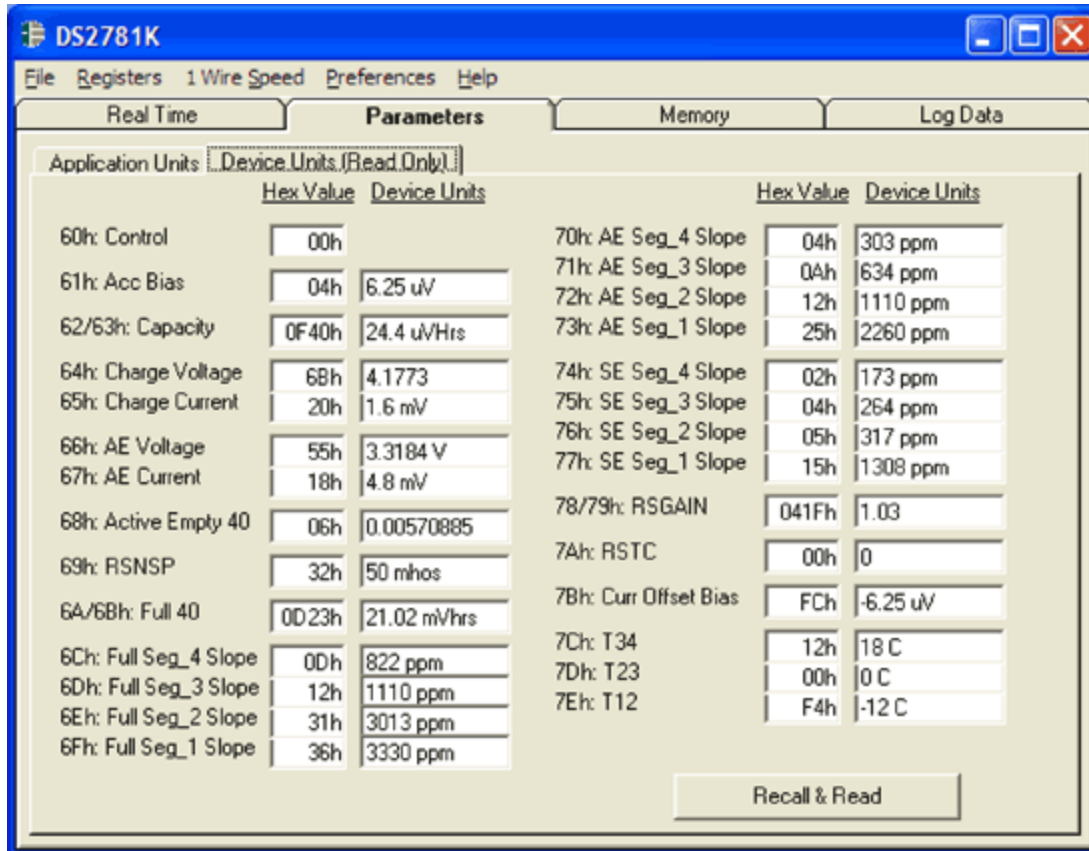 DS2781K
File Registers 1 Wire Speed Preferences Help
Real Time Parameters Memory Log Data
Application Units Device Units (Read Only)
Hex Value Device Units
60h: Control 00h
61h: Acc Bias 04h 6.25 uV
62/63h: Capacity 0F40h 24.4 uVHrs
64h: Charge Voltage 6Bh 4.1773
65h: Charge Current 20h 1.6 mV
66h: AE Voltage 55h 3.3184 V
67h: AE Current 18h 4.8 mV
68h: Active Empty 40 06h 0.00570885
69h: RSNSP 32h 50 mhos
6A/6Bh: Full 40 0D23h 21.02 mVhrs
6Ch: Full Seg_4 Slope 0Dh 822 ppm
6Dh: Full Seg_3 Slope 12h 1110 ppm
6Eh: Full Seg_2 Slope 31h 3013 ppm
6Fh: Full Seg_1 Slope 36h 3330 ppm
Hex Value Device Units
70h: AE Seg_4 Slope 04h 303 ppm
71h: AE Seg_3 Slope 0Ah 634 ppm
72h: AE Seg_2 Slope 12h 1110 ppm
73h: AE Seg_1 Slope 25h 2260 ppm
74h: SE Seg_4 Slope 02h 173 ppm
75h: SE Seg_3 Slope 04h 264 ppm
76h: SE Seg_2 Slope 05h 317 ppm
77h: SE Seg_1 Slope 15h 1308 ppm
78/79h: RSGAIN 041Fh 1.03
7Ah: RSTC 00h 0
7Bh: Curr Offset Bias FCh -6.25 uV
7Ch: T34 12h 18 C
7Dh: T23 00h 0 C
7Eh: T12 F4h -12 C
Recall & Read